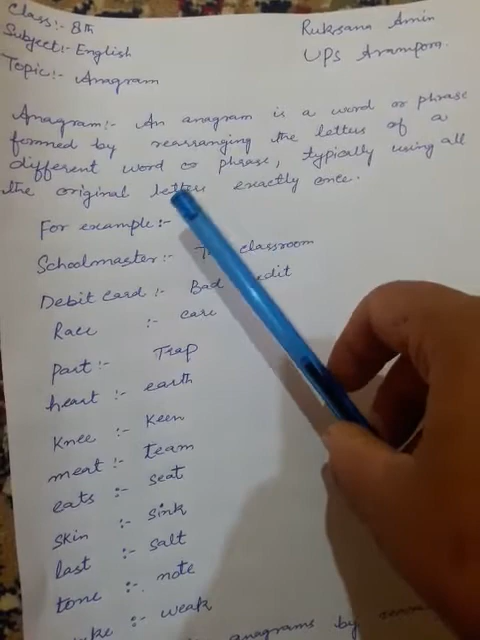 Class:- 8th
Ruksana Amin
Subject:- English
UPS Arampora.
Topic:- Anagram
Anagram:- An anagram is a word or phrase
formed by rearranging the letters of a
different word or phrase, typically using all
the original letters exactly once.
For example:-
Schoolmaster:- classroom
Debit card:- Bad edit
Race :- care
Part:- Trap
heart :- earth
Knee :- Keen
meat:- team
eats :- seat
Skin :- sink
last :- salt
tone :- note
:- weak
anagrams by